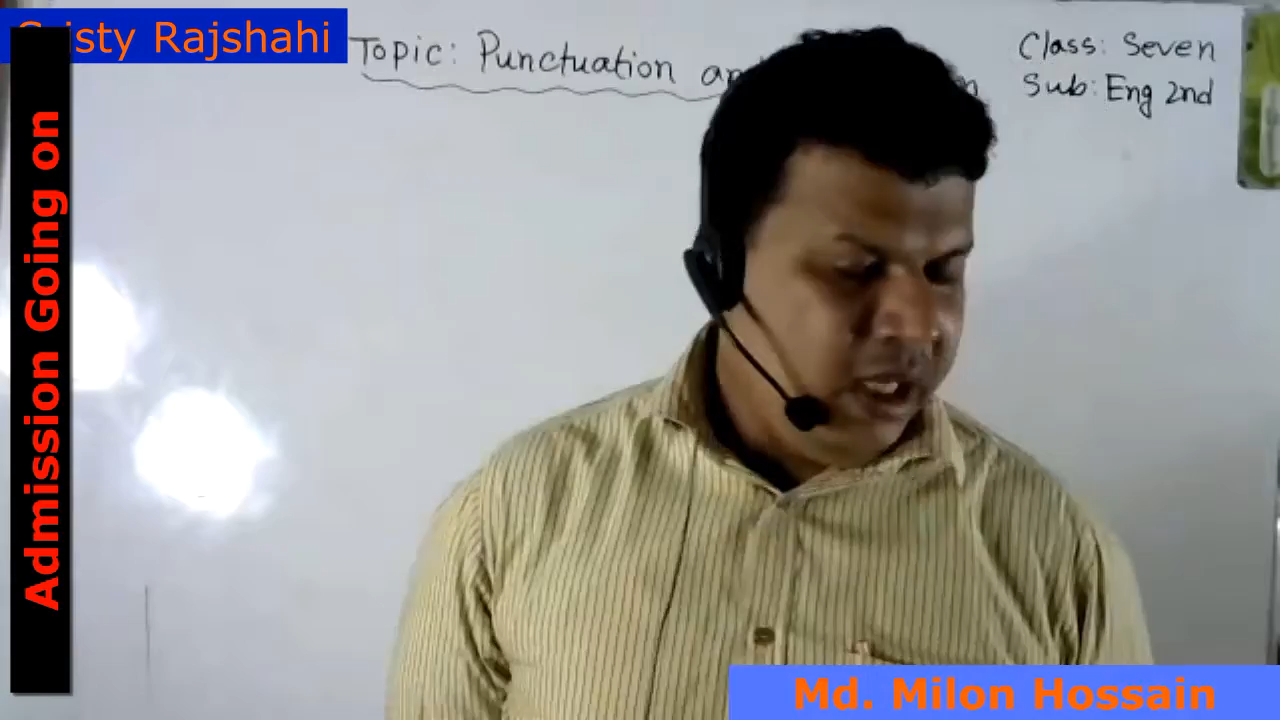 Rajshahi
Topic: Punctuation
Class: Seven
Sub: Eng 2nd
Admission Going on
Md. Milon Hossain